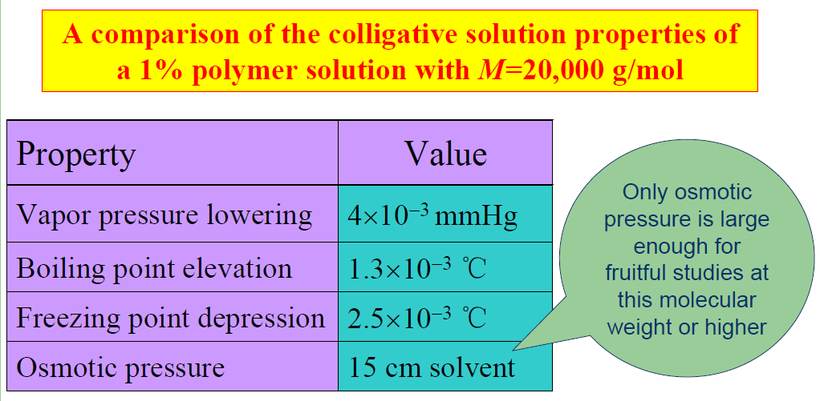 A comparison of the colligative solution properties of
a 1% polymer solution with M=20,000 g/mol
Property Value
Vapor pressure lowering 4×10⁻³ mmHg
Boiling point elevation 1.3×10⁻³ ℃
Freezing point depression 2.5×10⁻³ ℃
Osmotic pressure 15 cm solvent
Only osmotic
pressure is large
enough for
fruitful studies at
this molecular
weight or higher